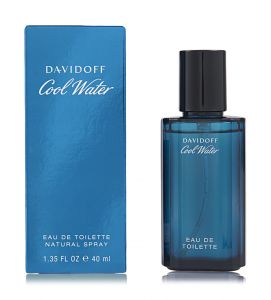 DAVIDOFF
Cool Water
EAU DE TOILETTE
NATURAL SPRAY
1.35 FL OZ e 40 ml
DAVIDOFF
Cool Water
EAU DE
TOILETTE